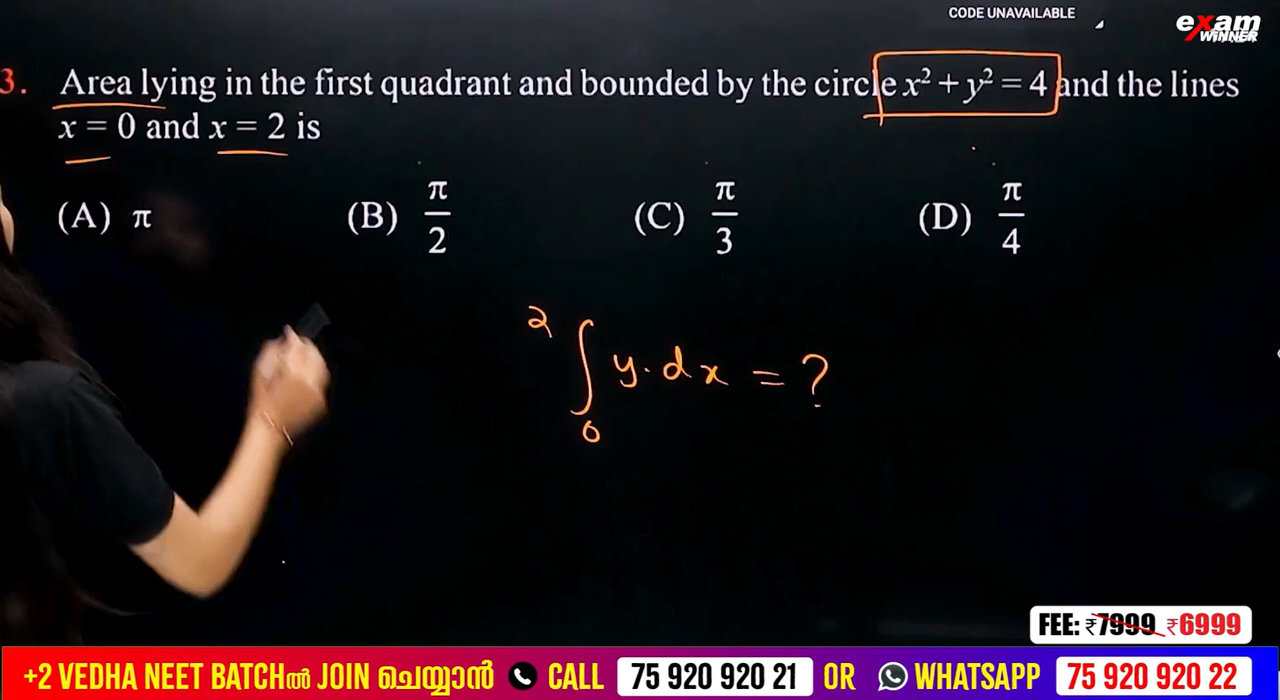 CODE UNAVAILABLE
exam
WINNER
3. Area lying in the first quadrant and bounded by the circle x² + y² = 4 and the lines
x = 0 and x = 2 is
(A) π (B) π/2 (C) π/3 (D) π/4
∫₀² y. dx = ?
FEE: ₹7999 ₹6999
+2 VEDHA NEET BATCHൽ JOIN ചെയ്യാൻ CALL 75 920 920 21 OR WHATSAPP 75 920 920 22